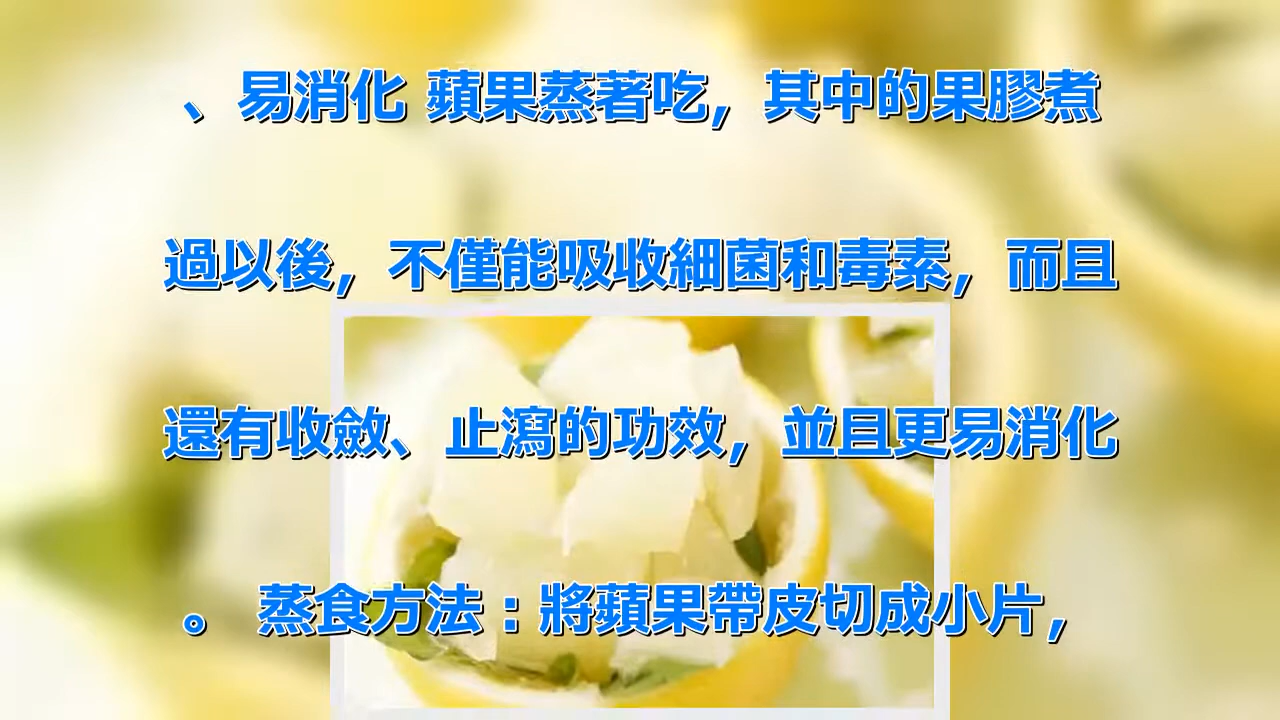 、易消化 蘋果蒸著吃，其中的果膠煮
過以後，不僅能吸收細菌和毒素，而且
還有收斂、止瀉的功效，並且更易消化
。 蒸食方法：將蘋果帶皮切成小片，